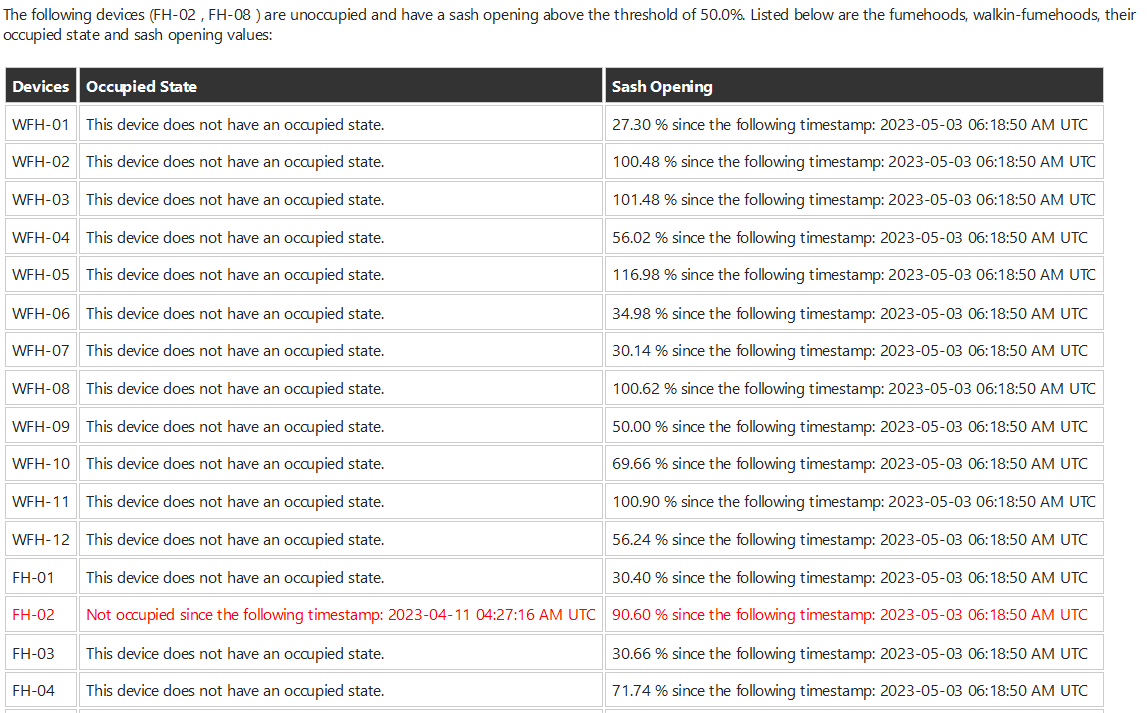 The following devices (FH-02 , FH-08 ) are unoccupied and have a sash opening above the threshold of 50.0%. Listed below are the fumehoods, walkin-fumehoods, their
occupied state and sash opening values:
Devices Occupied State Sash Opening
WFH-01 This device does not have an occupied state. 27.30 % since the following timestamp: 2023-05-03 06:18:50 AM UTC
WFH-02 This device does not have an occupied state. 100.48 % since the following timestamp: 2023-05-03 06:18:50 AM UTC
WFH-03 This device does not have an occupied state. 101.48 % since the following timestamp: 2023-05-03 06:18:50 AM UTC
WFH-04 This device does not have an occupied state. 56.02 % since the following timestamp: 2023-05-03 06:18:50 AM UTC
WFH-05 This device does not have an occupied state. 116.98 % since the following timestamp: 2023-05-03 06:18:50 AM UTC
WFH-06 This device does not have an occupied state. 34.98 % since the following timestamp: 2023-05-03 06:18:50 AM UTC
WFH-07 This device does not have an occupied state. 30.14 % since the following timestamp: 2023-05-03 06:18:50 AM UTC
WFH-08 This device does not have an occupied state. 100.62 % since the following timestamp: 2023-05-03 06:18:50 AM UTC
WFH-09 This device does not have an occupied state. 50.00 % since the following timestamp: 2023-05-03 06:18:50 AM UTC
WFH-10 This device does not have an occupied state. 69.66 % since the following timestamp: 2023-05-03 06:18:50 AM UTC
WFH-11 This device does not have an occupied state. 100.90 % since the following timestamp: 2023-05-03 06:18:50 AM UTC
WFH-12 This device does not have an occupied state. 56.24 % since the following timestamp: 2023-05-03 06:18:50 AM UTC
FH-01 This device does not have an occupied state. 30.40 % since the following timestamp: 2023-05-03 06:18:50 AM UTC
FH-02 Not occupied since the following timestamp: 2023-04-11 04:27:16 AM UTC 90.60 % since the following timestamp: 2023-05-03 06:18:50 AM UTC
FH-03 This device does not have an occupied state. 30.66 % since the following timestamp: 2023-05-03 06:18:50 AM UTC
FH-04 This device does not have an occupied state. 71.74 % since the following timestamp: 2023-05-03 06:18:50 AM UTC